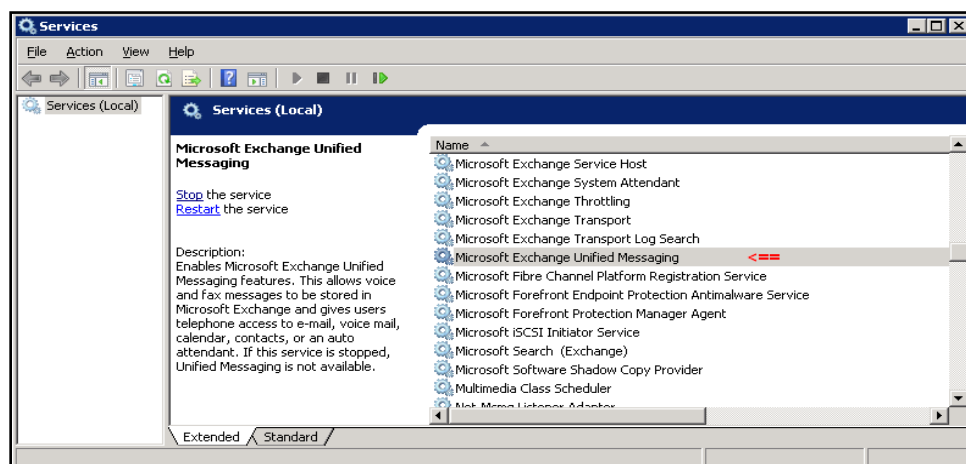 Services
File Action View Help
Services (Local)
Services (Local)
Microsoft Exchange Unified
Messaging
Stop the service
Restart the service
Description:
Enables Microsoft Exchange Unified
Messaging features. This allows voice
and fax messages to be stored in
Microsoft Exchange and gives users
telephone access to e-mail, voice mail,
calendar, contacts, or an auto
attendant. If this service is stopped,
Unified Messaging is not available.
Name
Microsoft Exchange Service Host
Microsoft Exchange System Attendant
Microsoft Exchange Throttling
Microsoft Exchange Transport
Microsoft Exchange Transport Log Search
Microsoft Exchange Unified Messaging <==
Microsoft Fibre Channel Platform Registration Service
Microsoft Forefront Endpoint Protection Antimalware Service
Microsoft Forefront Protection Manager Agent
Microsoft iSCSI Initiator Service
Microsoft Search (Exchange)
Microsoft Software Shadow Copy Provider
Multimedia Class Scheduler
Net.Msmq Listener Adapter
Extended Standard